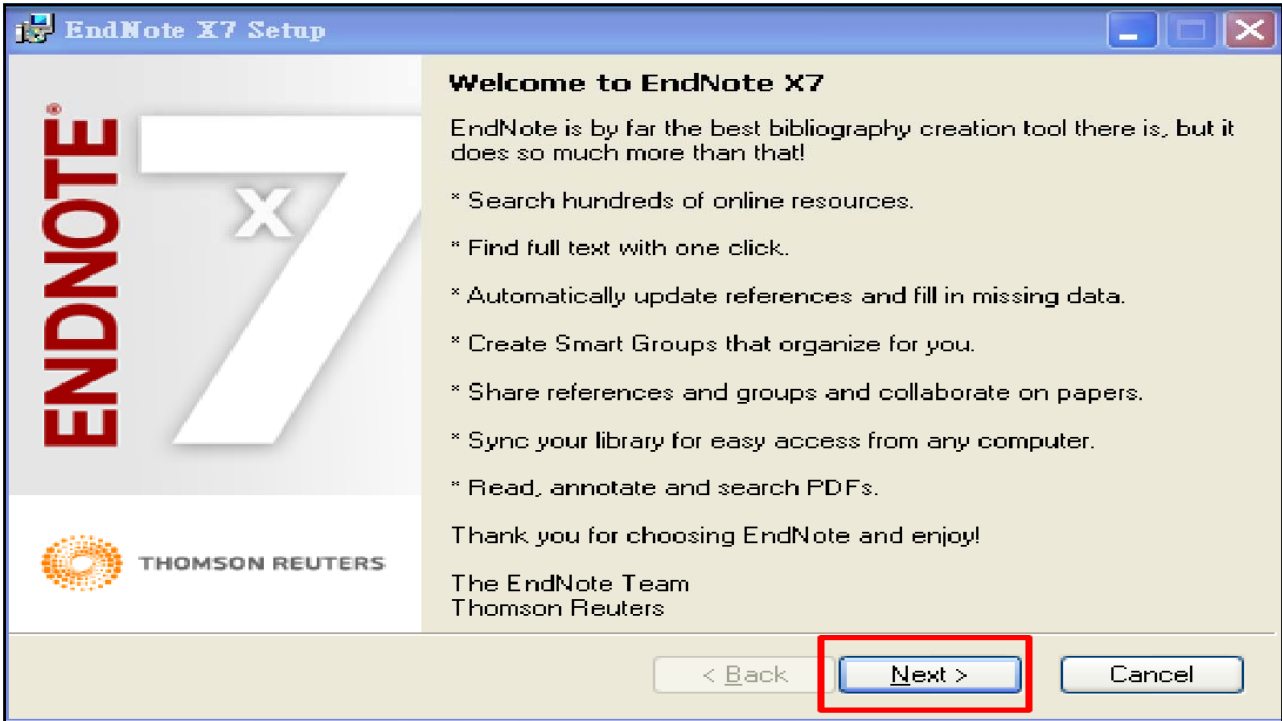 EndNote X7 Setup
ENDNOTE®
X7
THOMSON REUTERS
Welcome to EndNote X7
EndNote is by far the best bibliography creation tool there is, but it
does so much more than that!
* Search hundreds of online resources.
* Find full text with one click.
* Automatically update references and fill in missing data.
* Create Smart Groups that organize for you.
* Share references and groups and collaborate on papers.
* Sync your library for easy access from any computer.
* Read, annotate and search PDFs.
Thank you for choosing EndNote and enjoy!
The EndNote Team
Thomson Reuters
< Back
Next >
Cancel